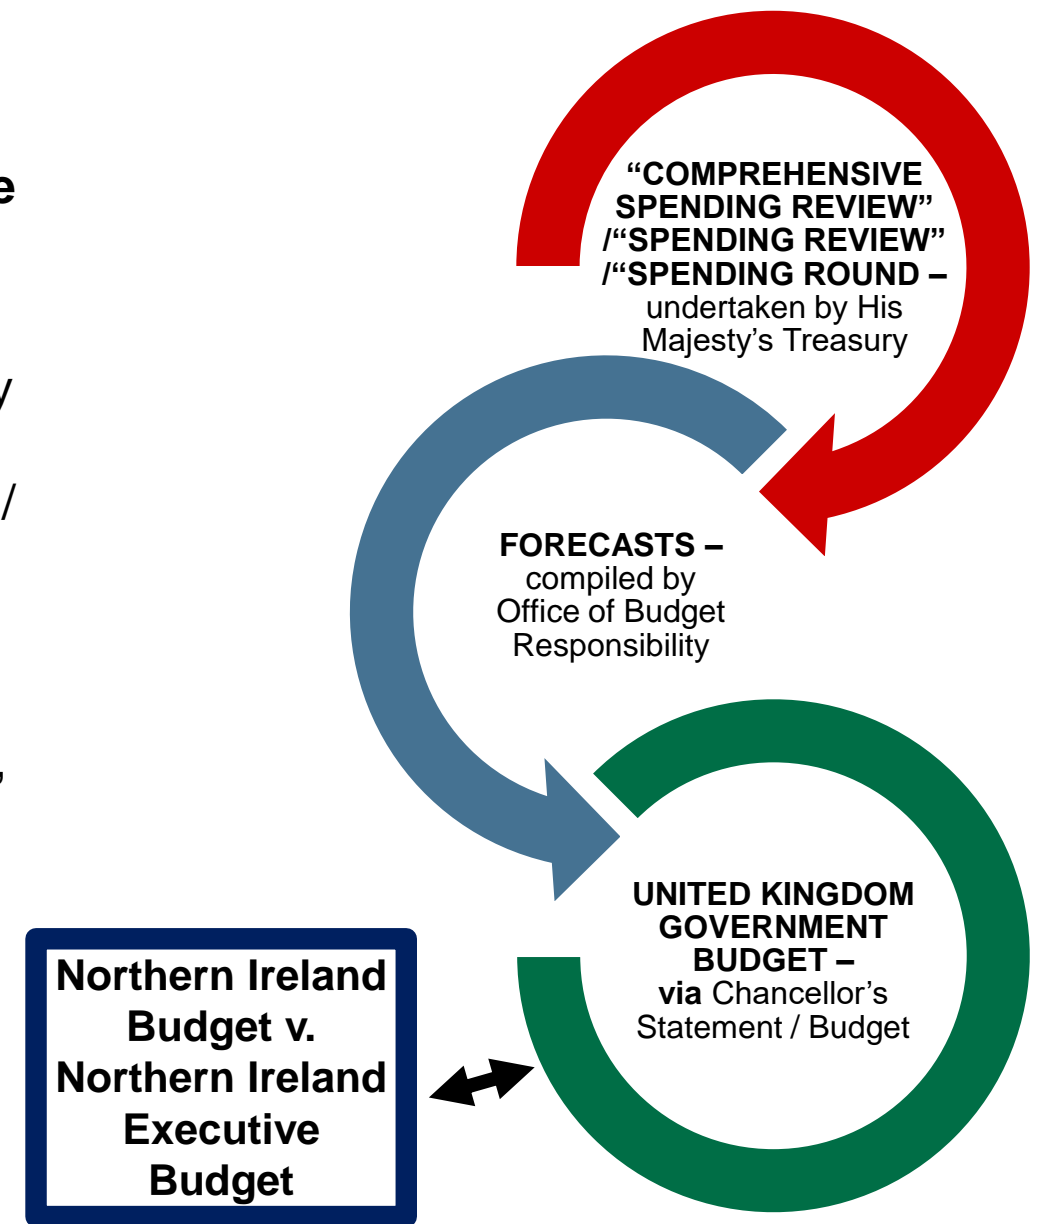 e
y
/
,
“COMPREHENSIVE
SPENDING REVIEW”
/“SPENDING REVIEW”
/“SPENDING ROUND –
undertaken by His
Majesty’s Treasury
FORECASTS –
compiled by
Office of Budget
Responsibility
UNITED KINGDOM
GOVERNMENT
BUDGET –
via Chancellor’s
Statement / Budget
Northern Ireland
Budget v.
Northern Ireland
Executive
Budget